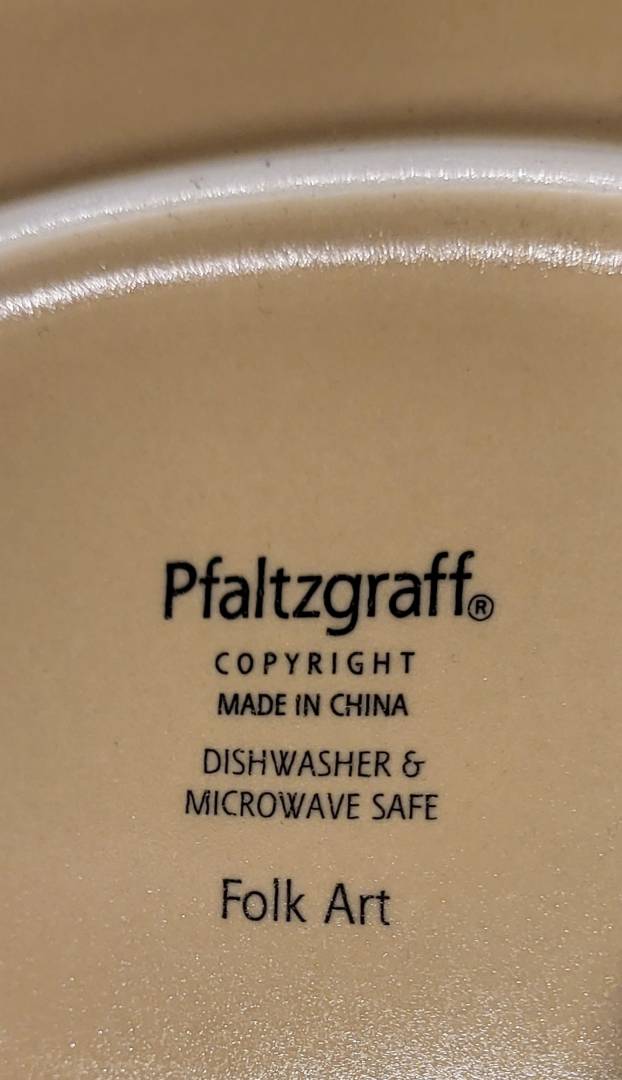 Pfaltzgraff®
COPYRIGHT
MADE IN CHINA
DISHWASHER &
MICROWAVE SAFE
Folk Art